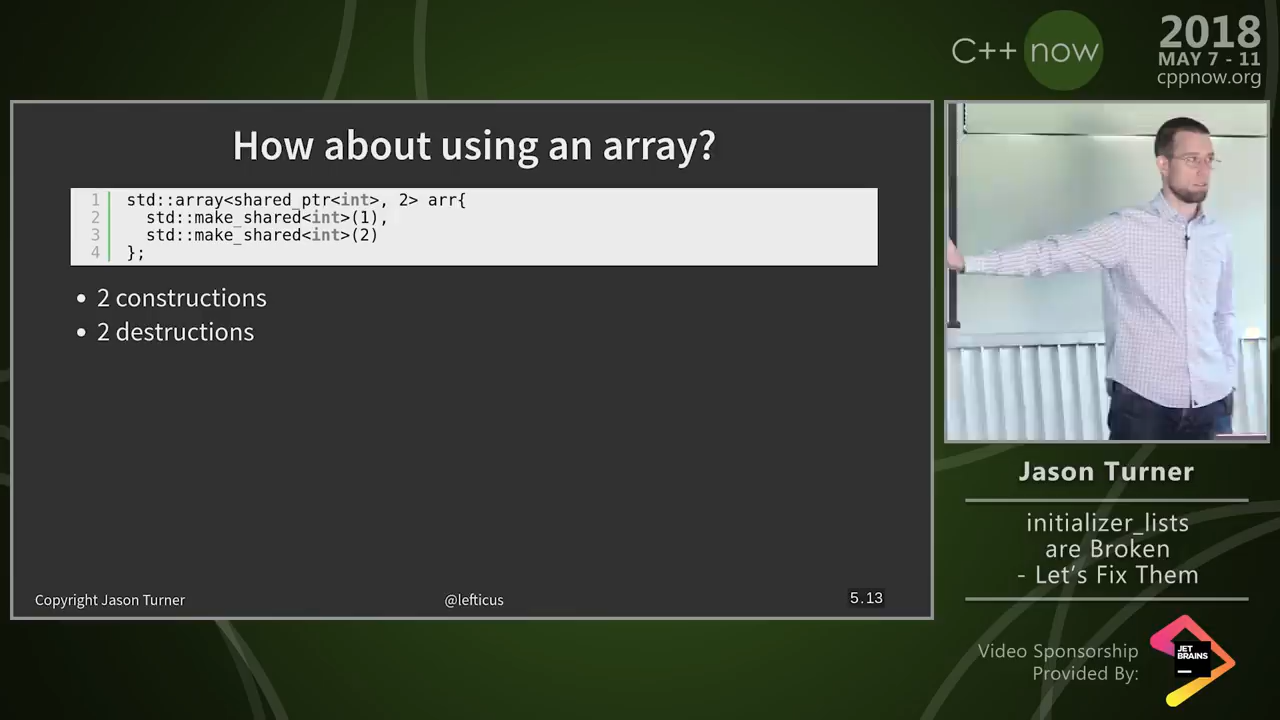 C++ now
2018
MAY 7 - 11
cppnow.org
How about using an array?
1 std::array<shared_ptr<int>, 2> arr{
2 std::make_shared<int>(1),
3 std::make_shared<int>(2)
4 };
• 2 constructions
• 2 destructions
Copyright Jason Turner
@lefticus
5.13
Jason Turner
initializer_lists
are Broken
- Let's Fix Them
Video Sponsorship
Provided By:
JET
BRAINS